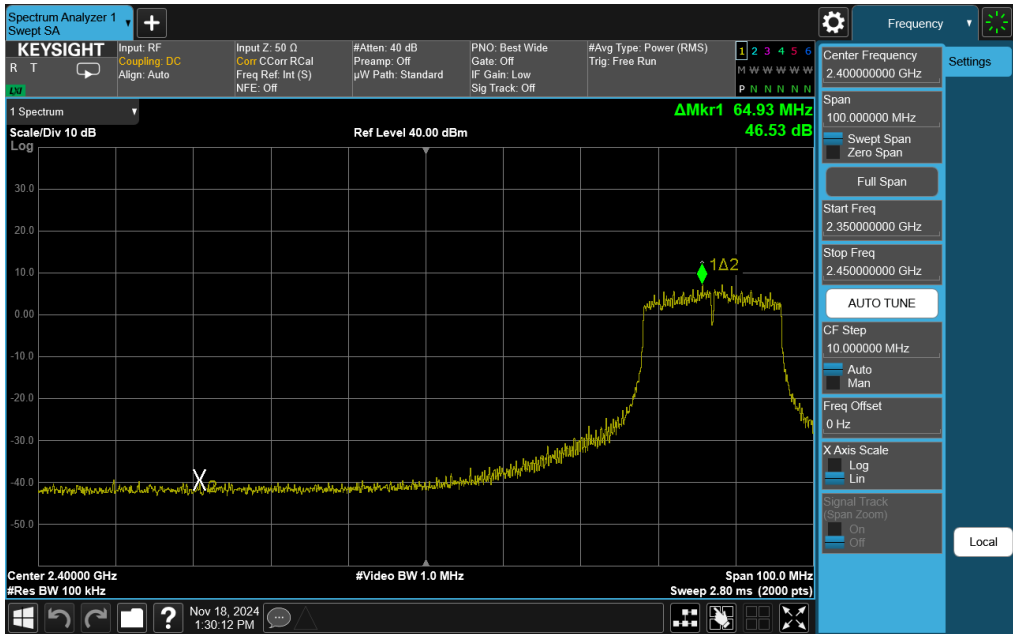 Spectrum Analyzer 1
Swept SA
+
Frequency
KEYSIGHT
R T
LXI
Input: RF
Coupling: DC
Align: Auto
Input Z: 50 Ω
Corr CCorr RCal
Freq Ref: Int (S)
NFE: Off
#Atten: 40 dB
Preamp: Off
µW Path: Standard
PNO: Best Wide
Gate: Off
IF Gain: Low
Sig Track: Off
#Avg Type: Power (RMS)
Trig: Free Run
1 2 3 4 5 6
M W W W W W
P N N N N N
1 Spectrum
Scale/Div 10 dB
Log
Ref Level 40.00 dBm
ΔMkr1 64.93 MHz
46.53 dB
30.0
20.0
10.0
0.00
-10.0
-20.0
-30.0
-40.0
-50.0
1Δ2
X2
Center 2.40000 GHz
#Res BW 100 kHz
#Video BW 1.0 MHz
Span 100.0 MHz
Sweep 2.80 ms (2000 pts)
Center Frequency
2.400000000 GHz
Span
100.000000 MHz
Swept Span
Zero Span
Full Span
Start Freq
2.350000000 GHz
Stop Freq
2.450000000 GHz
AUTO TUNE
CF Step
10.000000 MHz
Auto
Man
Freq Offset
0 Hz
X Axis Scale
Log
Lin
Signal Track
(Span Zoom)
On
Off
Settings
Local
?
Nov 18, 2024
1:30:12 PM